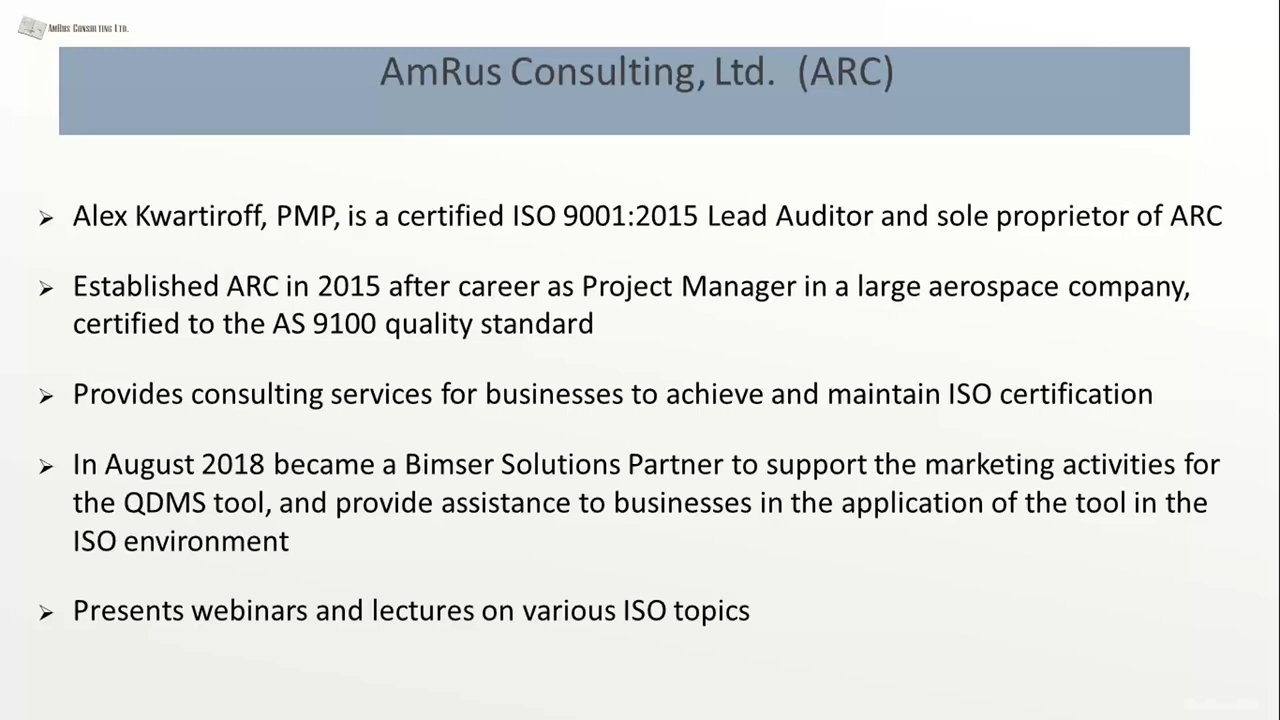 AMRUS CONSULTING LTD.
AmRus Consulting, Ltd. (ARC)
➢ Alex Kwartiroff, PMP, is a certified ISO 9001:2015 Lead Auditor and sole proprietor of ARC
➢ Established ARC in 2015 after career as Project Manager in a large aerospace company,
certified to the AS 9100 quality standard
➢ Provides consulting services for businesses to achieve and maintain ISO certification
➢ In August 2018 became a Bimser Solutions Partner to support the marketing activities for
the QDMS tool, and provide assistance to businesses in the application of the tool in the
ISO environment
➢ Presents webinars and lectures on various ISO topics